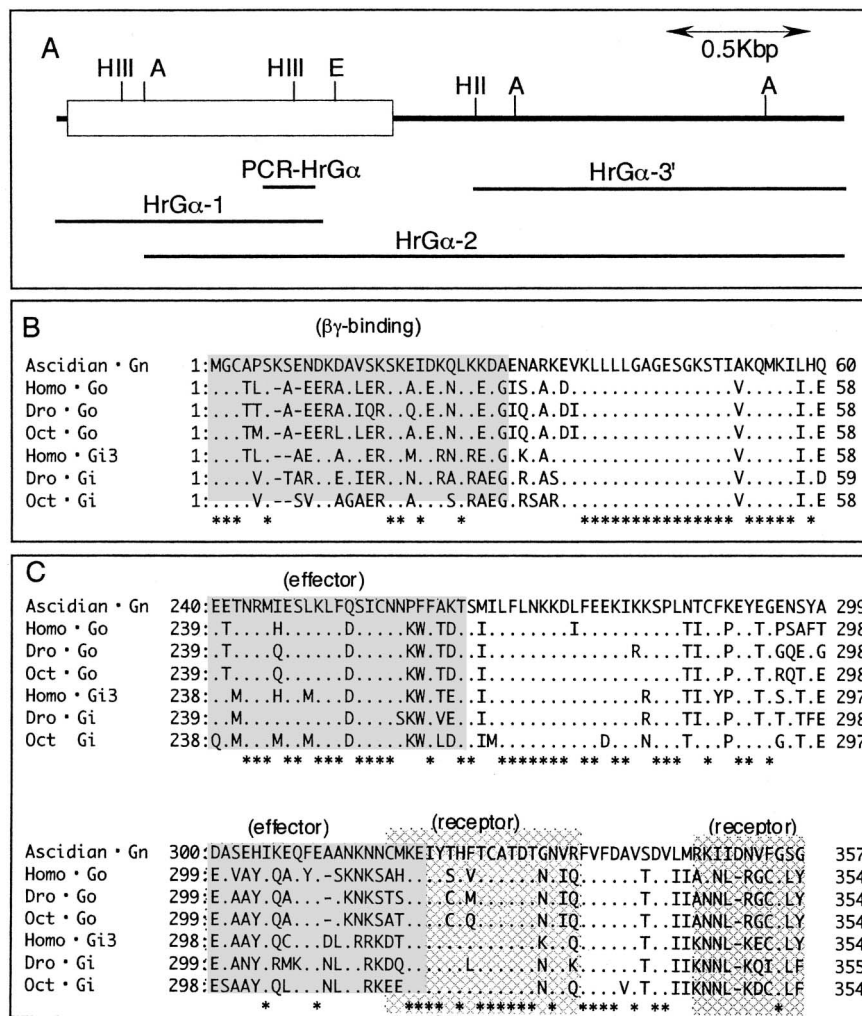 A
0.5Kbp
HIII A HIII E HII A A
PCR-HrGα
HrGα-3'
HrGα-1
HrGα-2
B
(βγ-binding)
Ascidian・Gn 1:MGCAPSKSENDKDAVSKSKEIDKQLKKDAENARKEVKLLLLGAGESGKSTIAKQMKILHQ 60
Homo・Go 1:...TL.-A-EERA.LER..A.E.N..E.GIS.A.D..............V.....I.E 58
Dro・Go 1:...TT.-A-EERA.IQR..Q.E.N..E.GIQ.A.DI.............V.....I.E 58
Oct・Go 1:...TM.-A-EERL.LER..A.E.N..E.GIQ.A.DI.............V.....I.E 58
Homo・Gi3 1:...TL.--AE..A.ER..M.RN.RE.G.K.A..................V.....I.E 58
Dro・Gi 1:....V.-TAR..E.IER..N..RA.RAEG.R.AS...............V.....I.D 59
Oct・Gi 1:....V.--SV..AGAER..A...S.RAEGRSAR................V.....I.E 58
C
(effector)
Ascidian・Gn 240:EETNRMIESLKLFQSICNNPFFAKTSMILFLNKKDLFEEKIKKSPLNTCFKEYEGENSYA 299
Homo・Go 239:.T....H......D.....KW.TD..I.......I.........TI..P..T.PSAFT 298
Dro・Go 239:.T....Q......D.....KW.TD..I............R....TI..P..T.GQE.G 298
Oct・Go 239:.T....Q......D.....KW.TD..I.................TI..P..T.RQT.E 298
Homo・Gi3 238:..M...H..M...D.....KW.TE..I.............R...TI.YP..T.S.T.E 297
Dro・Gi 239:..M..........D....SKW.VE..I.............R...TI..P..T.T.TFE 298
Oct Gi 238:Q.M...M..M...D.....KW.LD..IM.........D..N...TI..P.....G.T.E 297
(effector) (receptor) (receptor)
Ascidian・Gn 300:DASEHIKEQFEAANKNNCMKEIYTHFTCATDTGNVRFVFDAVSDVLMRKIIDNVFGSG 357
Homo・Go 299:E.VAY.QA.Y.-SKNKSAH....S.V......N.IQ......T..IIA.NL-RGC.LY 354
Dro・Go 299:E.AAY.QA...-.KNKSTS....C.M......N.IQ......T..IIANNL-RGC.LY 354
Oct・Go 299:E.AAY.QA...-.KNKSAT....C.Q......N.IQ......T..IIANNL-RGC.LY 354
Homo・Gi3 298:E.AAY.QC...DL.RRKDT.............K..Q......T..IIKNNL-KEC.LY 354
Dro・Gi 299:E.ANY.RMK..NL..RKDQ......L......N..K......T..IIKNNL-KQI.LF 355
Oct・Gi 298:ESAAY.QL...NL..RKEE.............N..R....V.T..IIKNNL-KDC.LF 354